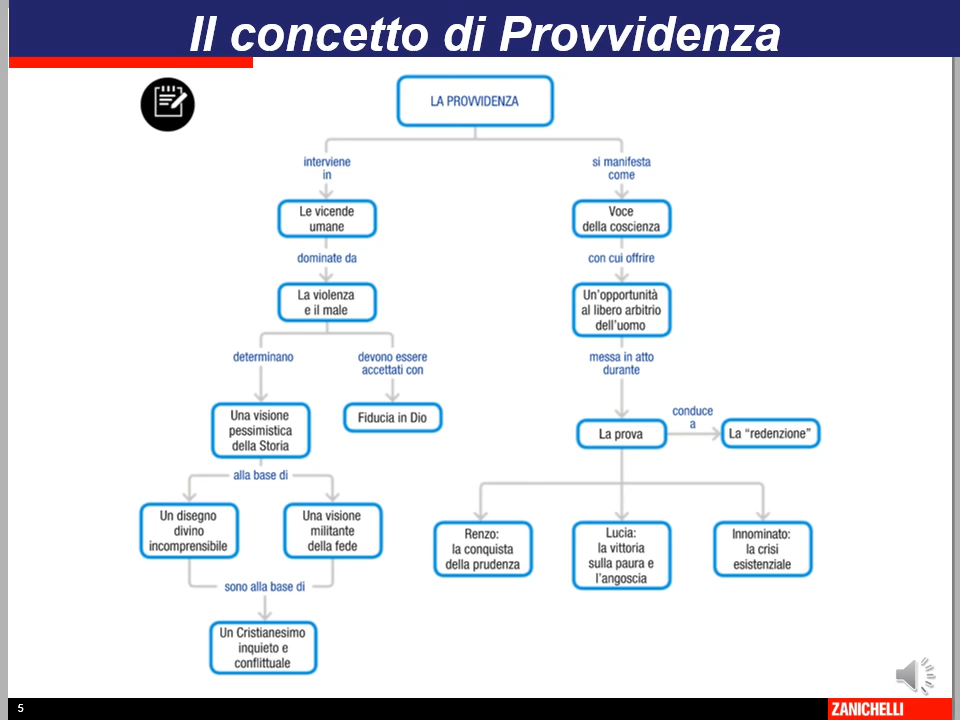 Il concetto di Provvidenza
LA PROVVIDENZA
interviene
in
si manifesta
come
Le vicende
umane
Voce
della coscienza
dominate da
con cui offrire
La violenza
e il male
Un'opportunità
al libero arbitrio
dell'uomo
determinano
devono essere
accettati con
messa in atto
durante
Una visione
pessimistica
della Storia
Fiducia in Dio
La prova
conduce
a
La “redenzione”
alla base di
Un disegno
divino
incomprensibile
Una visione
militante
della fede
Renzo:
la conquista
della prudenza
Lucia:
la vittoria
sulla paura e
l'angoscia
Innominato:
la crisi
esistenziale
sono alla base di
Un Cristianesimo
inquieto e
conflittuale
5
ZANICHELLI